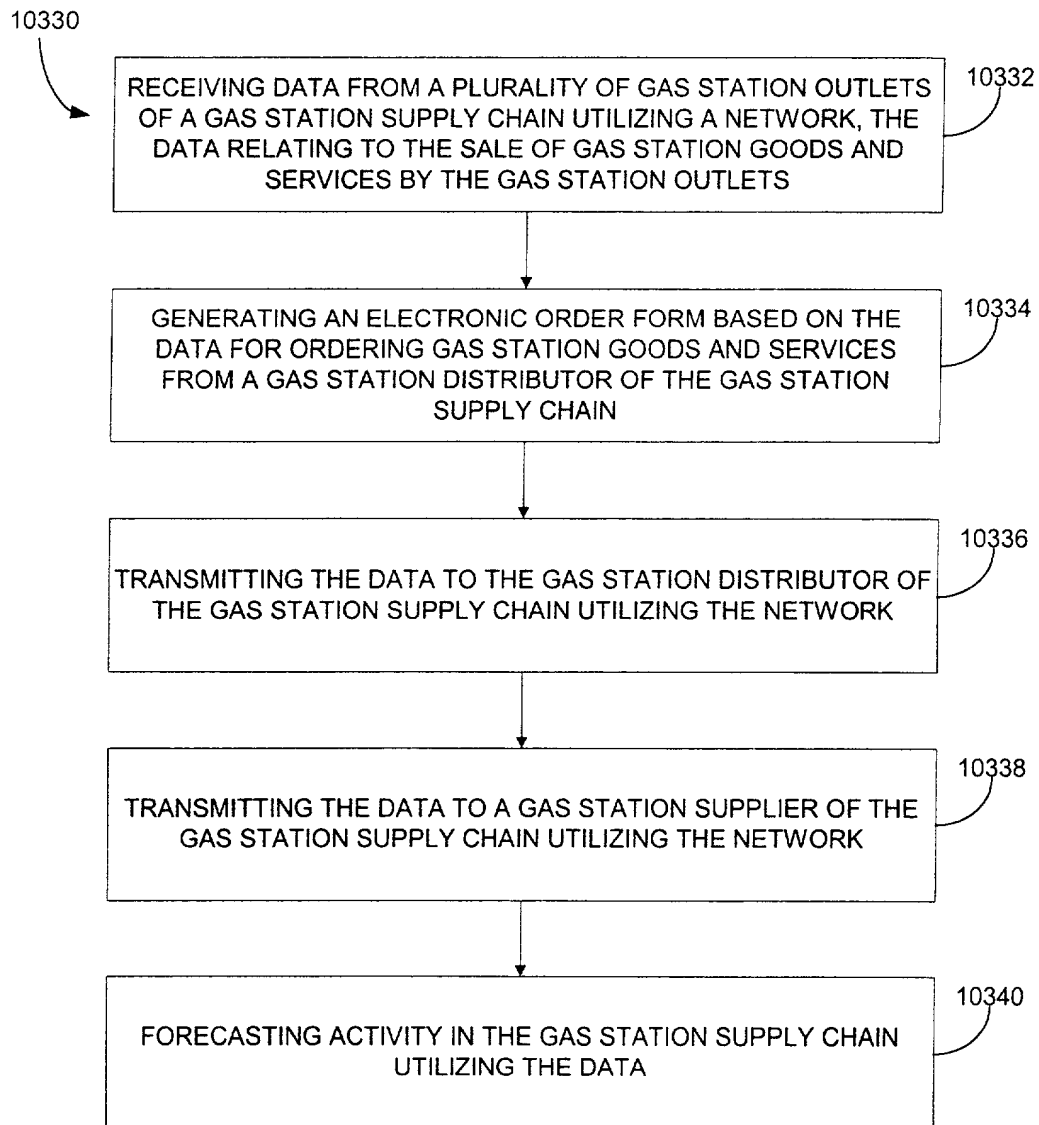 10330
10332
RECEIVING DATA FROM A PLURALITY OF GAS STATION OUTLETS
OF A GAS STATION SUPPLY CHAIN UTILIZING A NETWORK, THE
DATA RELATING TO THE SALE OF GAS STATION GOODS AND
SERVICES BY THE GAS STATION OUTLETS
10334
GENERATING AN ELECTRONIC ORDER FORM BASED ON THE
DATA FOR ORDERING GAS STATION GOODS AND SERVICES
FROM A GAS STATION DISTRIBUTOR OF THE GAS STATION
SUPPLY CHAIN
10336
TRANSMITTING THE DATA TO THE GAS STATION DISTRIBUTOR OF
THE GAS STATION SUPPLY CHAIN UTILIZING THE NETWORK
10338
TRANSMITTING THE DATA TO A GAS STATION SUPPLIER OF THE
GAS STATION SUPPLY CHAIN UTILIZING THE NETWORK
10340
FORECASTING ACTIVITY IN THE GAS STATION SUPPLY CHAIN
UTILIZING THE DATA